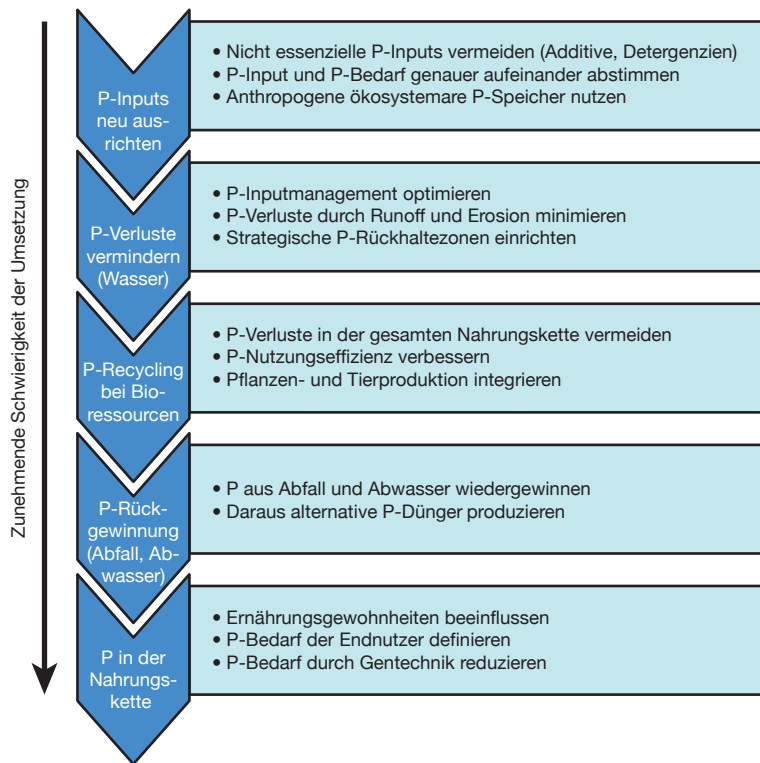 Zunehmende Schwierigkeit der Umsetzung
P-Inputs
neu aus-
richten
• Nicht essenzielle P-Inputs vermeiden (Additive, Detergenzien)
• P-Input und P-Bedarf genauer aufeinander abstimmen
• Anthropogene ökosystemare P-Speicher nutzen
P-Verluste
vermindern
(Wasser)
• P-Inputmanagement optimieren
• P-Verluste durch Runoff und Erosion minimieren
• Strategische P-Rückhaltezonen einrichten
P-Recycling
bei Bio-
ressourcen
• P-Verluste in der gesamten Nahrungskette vermeiden
• P-Nutzungseffizienz verbessern
• Pflanzen- und Tierproduktion integrieren
P-Rück-
gewinnung
(Abfall, Ab-
wasser)
• P aus Abfall und Abwasser wiedergewinnen
• Daraus alternative P-Dünger produzieren
P in der
Nahrungs-
kette
• Ernährungsgewohnheiten beeinflussen
• P-Bedarf der Endnutzer definieren
• P-Bedarf durch Gentechnik reduzieren